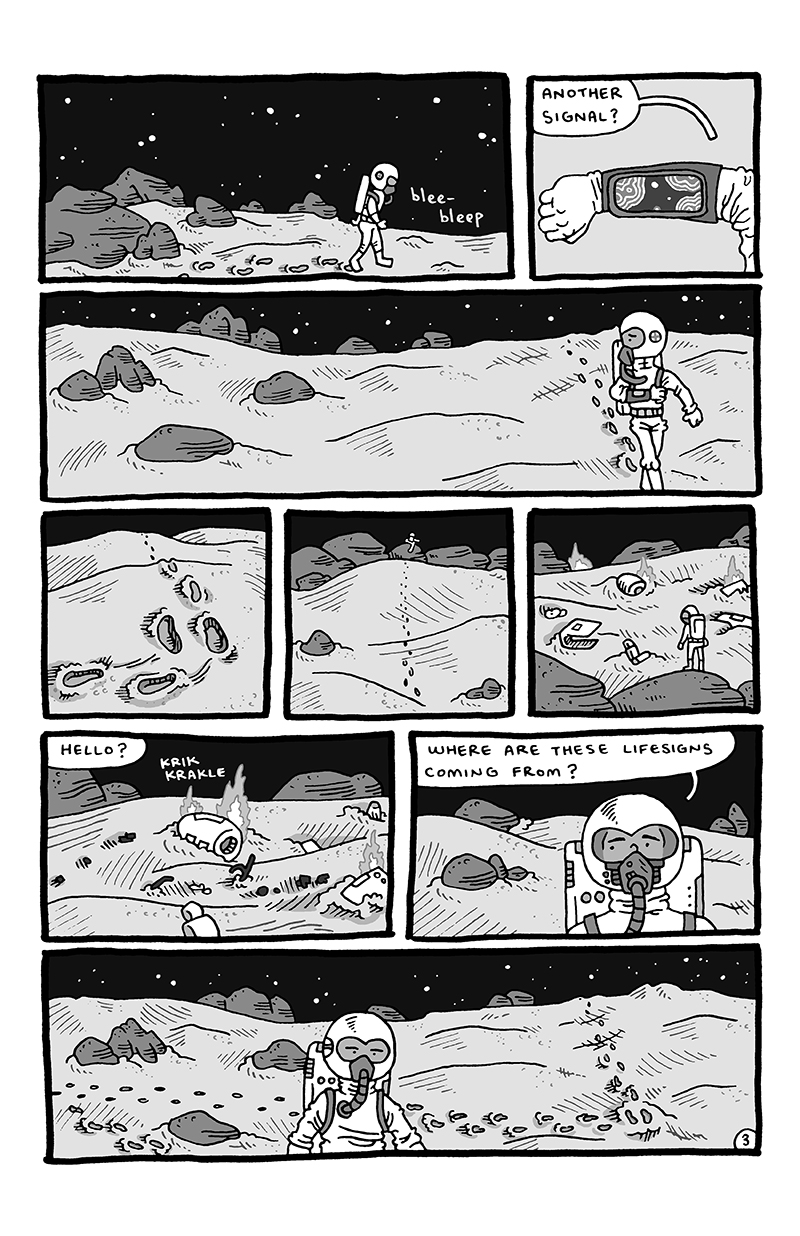 blee-
bleep
ANOTHER
SIGNAL?
HELLO?
KRIK
KRAKLE
WHERE ARE THESE LIFESIGNS
COMING FROM?
3